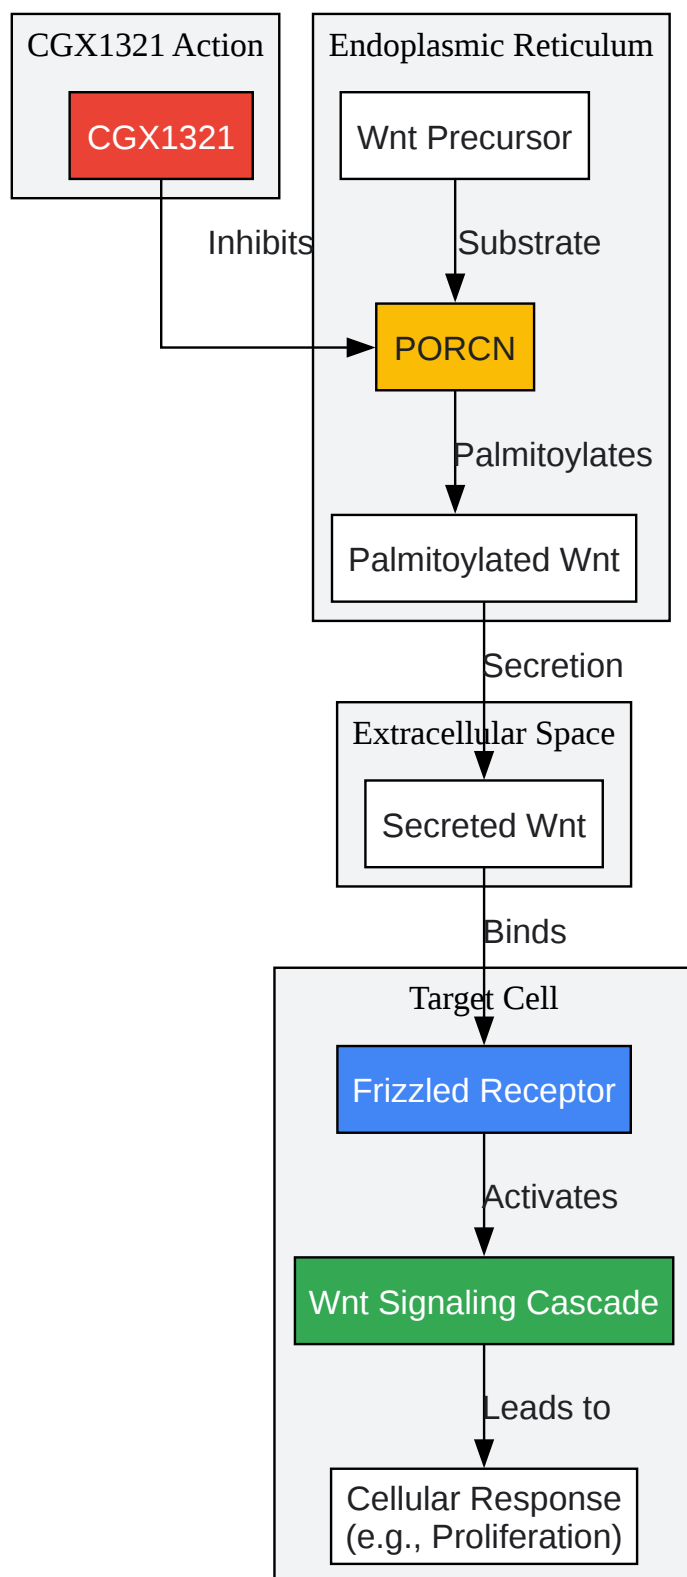 CGX1321 Action
Endoplasmic Reticulum
CGX1321
Wnt Precursor
Inhibits
Substrate
PORCN
Palmitoylates
Palmitoylated Wnt
Secretion
Extracellular Space
Secreted Wnt
Binds
Target Cell
Frizzled Receptor
Activates
Wnt Signaling Cascade
Leads to
Cellular Response
(e.g., Proliferation)